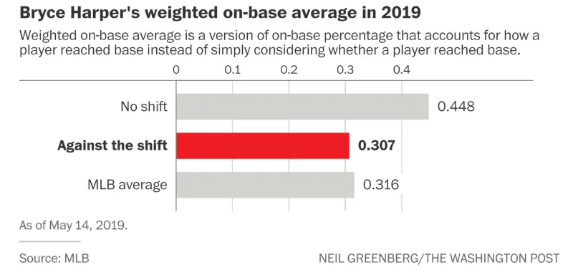 Bryce Harper's weighted on-base average in 2019
Weighted on-base average is a version of on-base percentage that accounts for how a
player reached base instead of simply considering whether a player reached base.
0 0.1 0.2 0.3 0.4
No shift 0.448
Against the shift 0.307
MLB average 0.316
As of May 14, 2019.
Source: MLB NEIL GREENBERG/THE WASHINGTON POST